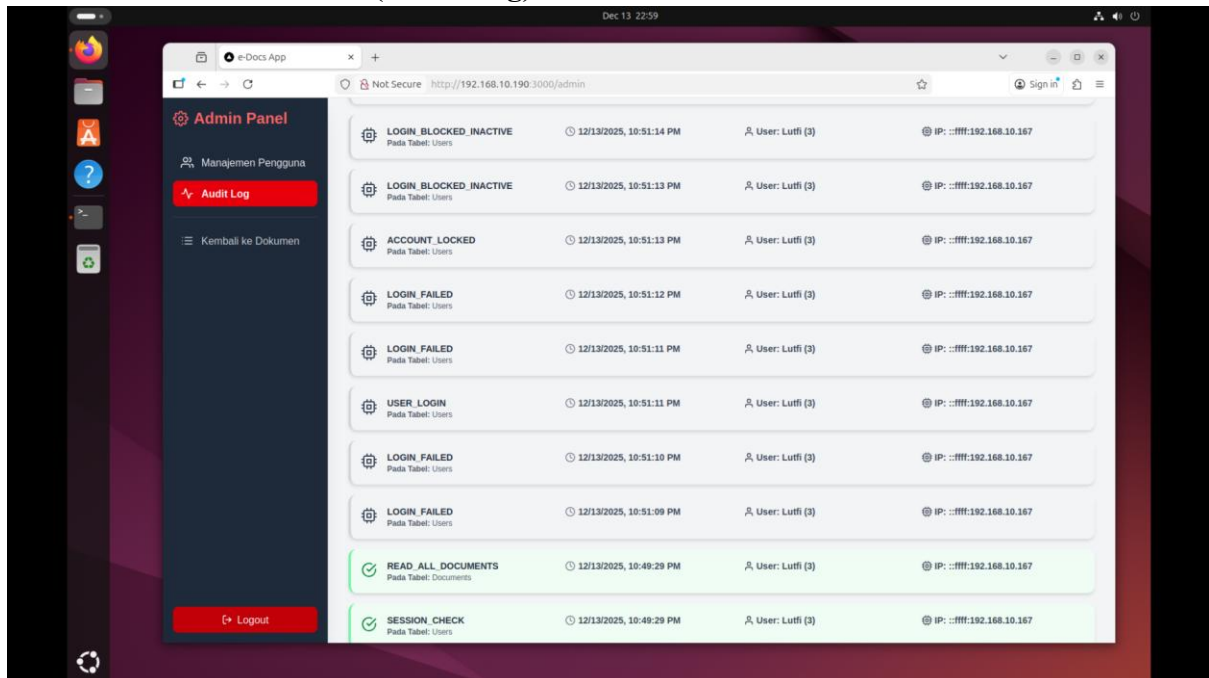 Dec 13 22:59
e-Docs App
Not Secure http://192.168.10.190:3000/admin
Sign in
Admin Panel
Manajemen Pengguna
Audit Log
Kembali ke Dokumen
Logout
LOGIN_BLOCKED_INACTIVE 12/13/2025, 10:51:14 PM User: Lutfi (3) IP: ::ffff:192.168.10.167
Pada Tabel: Users
LOGIN_BLOCKED_INACTIVE 12/13/2025, 10:51:13 PM User: Lutfi (3) IP: ::ffff:192.168.10.167
Pada Tabel: Users
ACCOUNT_LOCKED 12/13/2025, 10:51:13 PM User: Lutfi (3) IP: ::ffff:192.168.10.167
Pada Tabel: Users
LOGIN_FAILED 12/13/2025, 10:51:12 PM User: Lutfi (3) IP: ::ffff:192.168.10.167
Pada Tabel: Users
LOGIN_FAILED 12/13/2025, 10:51:11 PM User: Lutfi (3) IP: ::ffff:192.168.10.167
Pada Tabel: Users
USER_LOGIN 12/13/2025, 10:51:11 PM User: Lutfi (3) IP: ::ffff:192.168.10.167
Pada Tabel: Users
LOGIN_FAILED 12/13/2025, 10:51:10 PM User: Lutfi (3) IP: ::ffff:192.168.10.167
Pada Tabel: Users
LOGIN_FAILED 12/13/2025, 10:51:09 PM User: Lutfi (3) IP: ::ffff:192.168.10.167
Pada Tabel: Users
READ_ALL_DOCUMENTS 12/13/2025, 10:49:29 PM User: Lutfi (3) IP: ::ffff:192.168.10.167
Pada Tabel: Documents
SESSION_CHECK 12/13/2025, 10:49:29 PM User: Lutfi (3) IP: ::ffff:192.168.10.167
Pada Tabel: Users